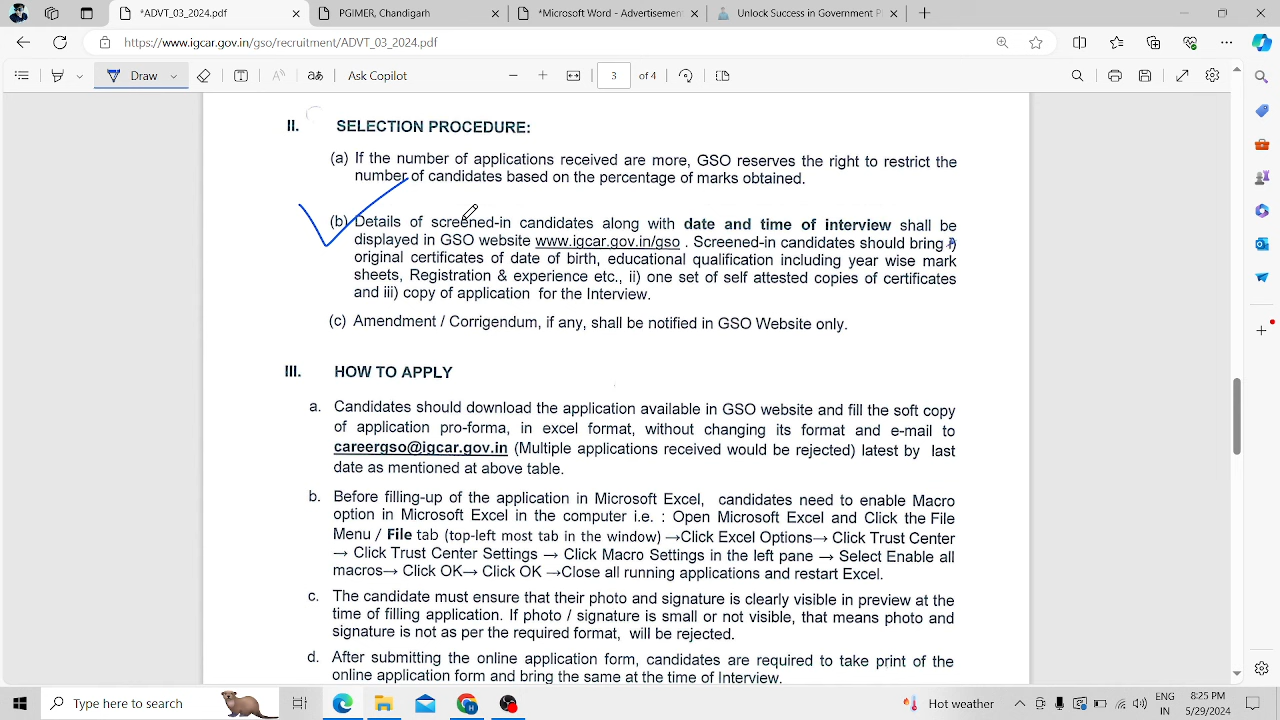 *ADVT_03_2024.pdf
PGIMER, Chandigarh
*Microsoft Word - Advertisement
Unlock Success in Government P
https://www.igcar.gov.in/gso/recruitment/ADVT_03_2024.pdf
Draw
Ask Copilot
3 of 4
II. SELECTION PROCEDURE:
(a) If the number of applications received are more, GSO reserves the right to restrict the
number of candidates based on the percentage of marks obtained.
(b) Details of screened-in candidates along with date and time of interview shall be
displayed in GSO website www.igcar.gov.in/gso . Screened-in candidates should bring i)
original certificates of date of birth, educational qualification including year wise mark
sheets, Registration & experience etc., ii) one set of self attested copies of certificates
and iii) copy of application for the Interview.
(c) Amendment / Corrigendum, if any, shall be notified in GSO Website only.
III. HOW TO APPLY
a. Candidates should download the application available in GSO website and fill the soft copy
of application pro-forma, in excel format, without changing its format and e-mail to
careergso@igcar.gov.in (Multiple applications received would be rejected) latest by last
date as mentioned at above table.
b. Before filling-up of the application in Microsoft Excel, candidates need to enable Macro
option in Microsoft Excel in the computer i.e. : Open Microsoft Excel and Click the File
Menu / File tab (top-left most tab in the window) →Click Excel Options→ Click Trust Center
→ Click Trust Center Settings → Click Macro Settings in the left pane → Select Enable all
macros→ Click OK→ Click OK →Close all running applications and restart Excel.
c. The candidate must ensure that their photo and signature is clearly visible in preview at the
time of filling application. If photo / signature is small or not visible, that means photo and
signature is not as per the required format, will be rejected.
d. After submitting the online application form, candidates are required to take print of the
online application form and bring the same at the time of Interview.
Type here to search
Hot weather
ENG
IN
8:25 PM
5/29/2024